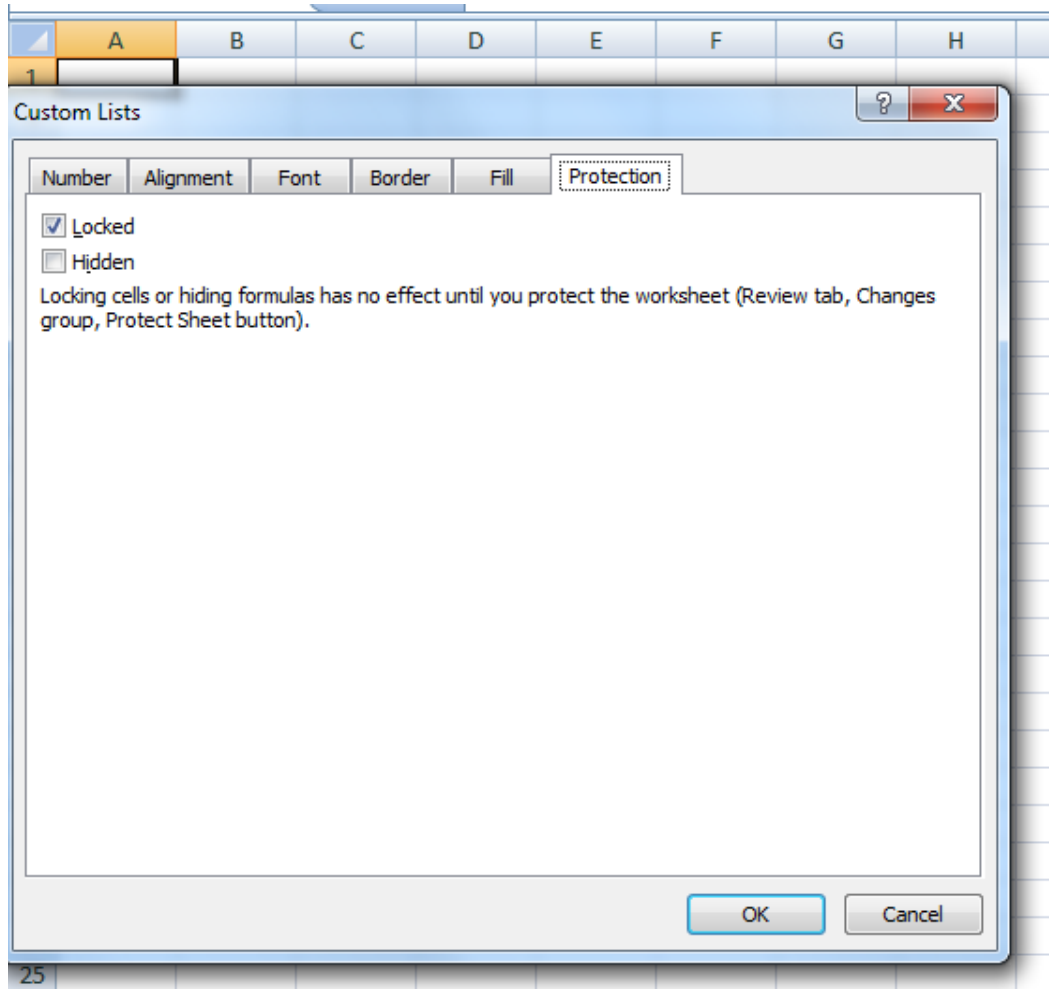 A B C D E F G H
1
Custom Lists
Number Alignment Font Border Fill Protection
Locked
Hidden
Locking cells or hiding formulas has no effect until you protect the worksheet (Review tab, Changes
group, Protect Sheet button).
OK Cancel
25